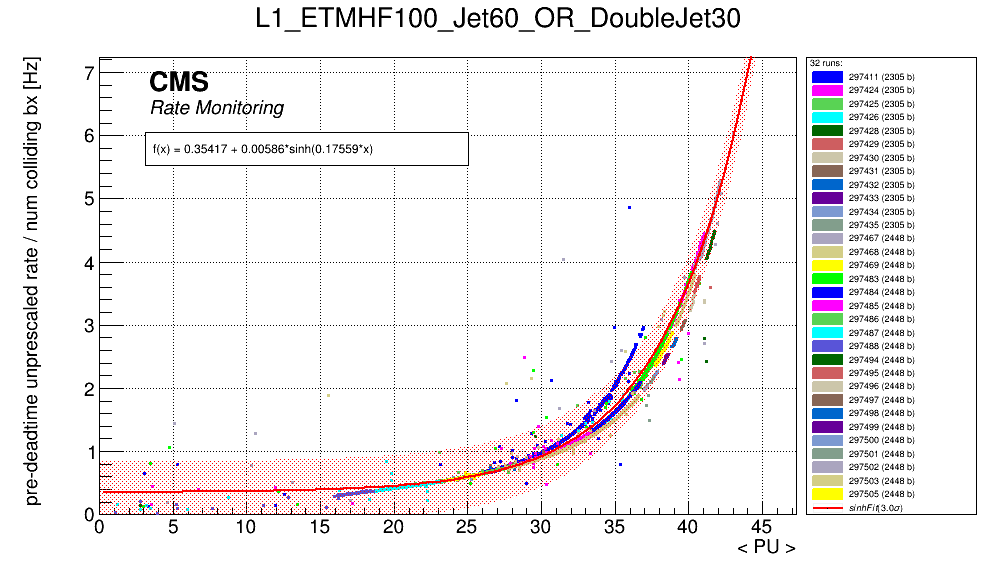 L1_ETMHF100_Jet60_OR_DoubleJet30
pre-deadtime unprescaled rate / num colliding bx [Hz]
CMS
Rate Monitoring
f(x) = 0.35417 + 0.00586*sinh(0.17559*x)
7
6
5
4
3
2
1
0
0 5 10 15 20 25 30 35 40 45
< PU >
32 runs:
297411 (2305 b)
297424 (2305 b)
297425 (2305 b)
297426 (2305 b)
297428 (2305 b)
297429 (2305 b)
297430 (2305 b)
297431 (2305 b)
297432 (2305 b)
297433 (2305 b)
297434 (2305 b)
297435 (2305 b)
297467 (2448 b)
297468 (2448 b)
297469 (2448 b)
297483 (2448 b)
297484 (2448 b)
297485 (2448 b)
297486 (2448 b)
297487 (2448 b)
297488 (2448 b)
297494 (2448 b)
297495 (2448 b)
297496 (2448 b)
297497 (2448 b)
297498 (2448 b)
297499 (2448 b)
297500 (2448 b)
297501 (2448 b)
297502 (2448 b)
297503 (2448 b)
297505 (2448 b)
sinhFit(3.0σ)